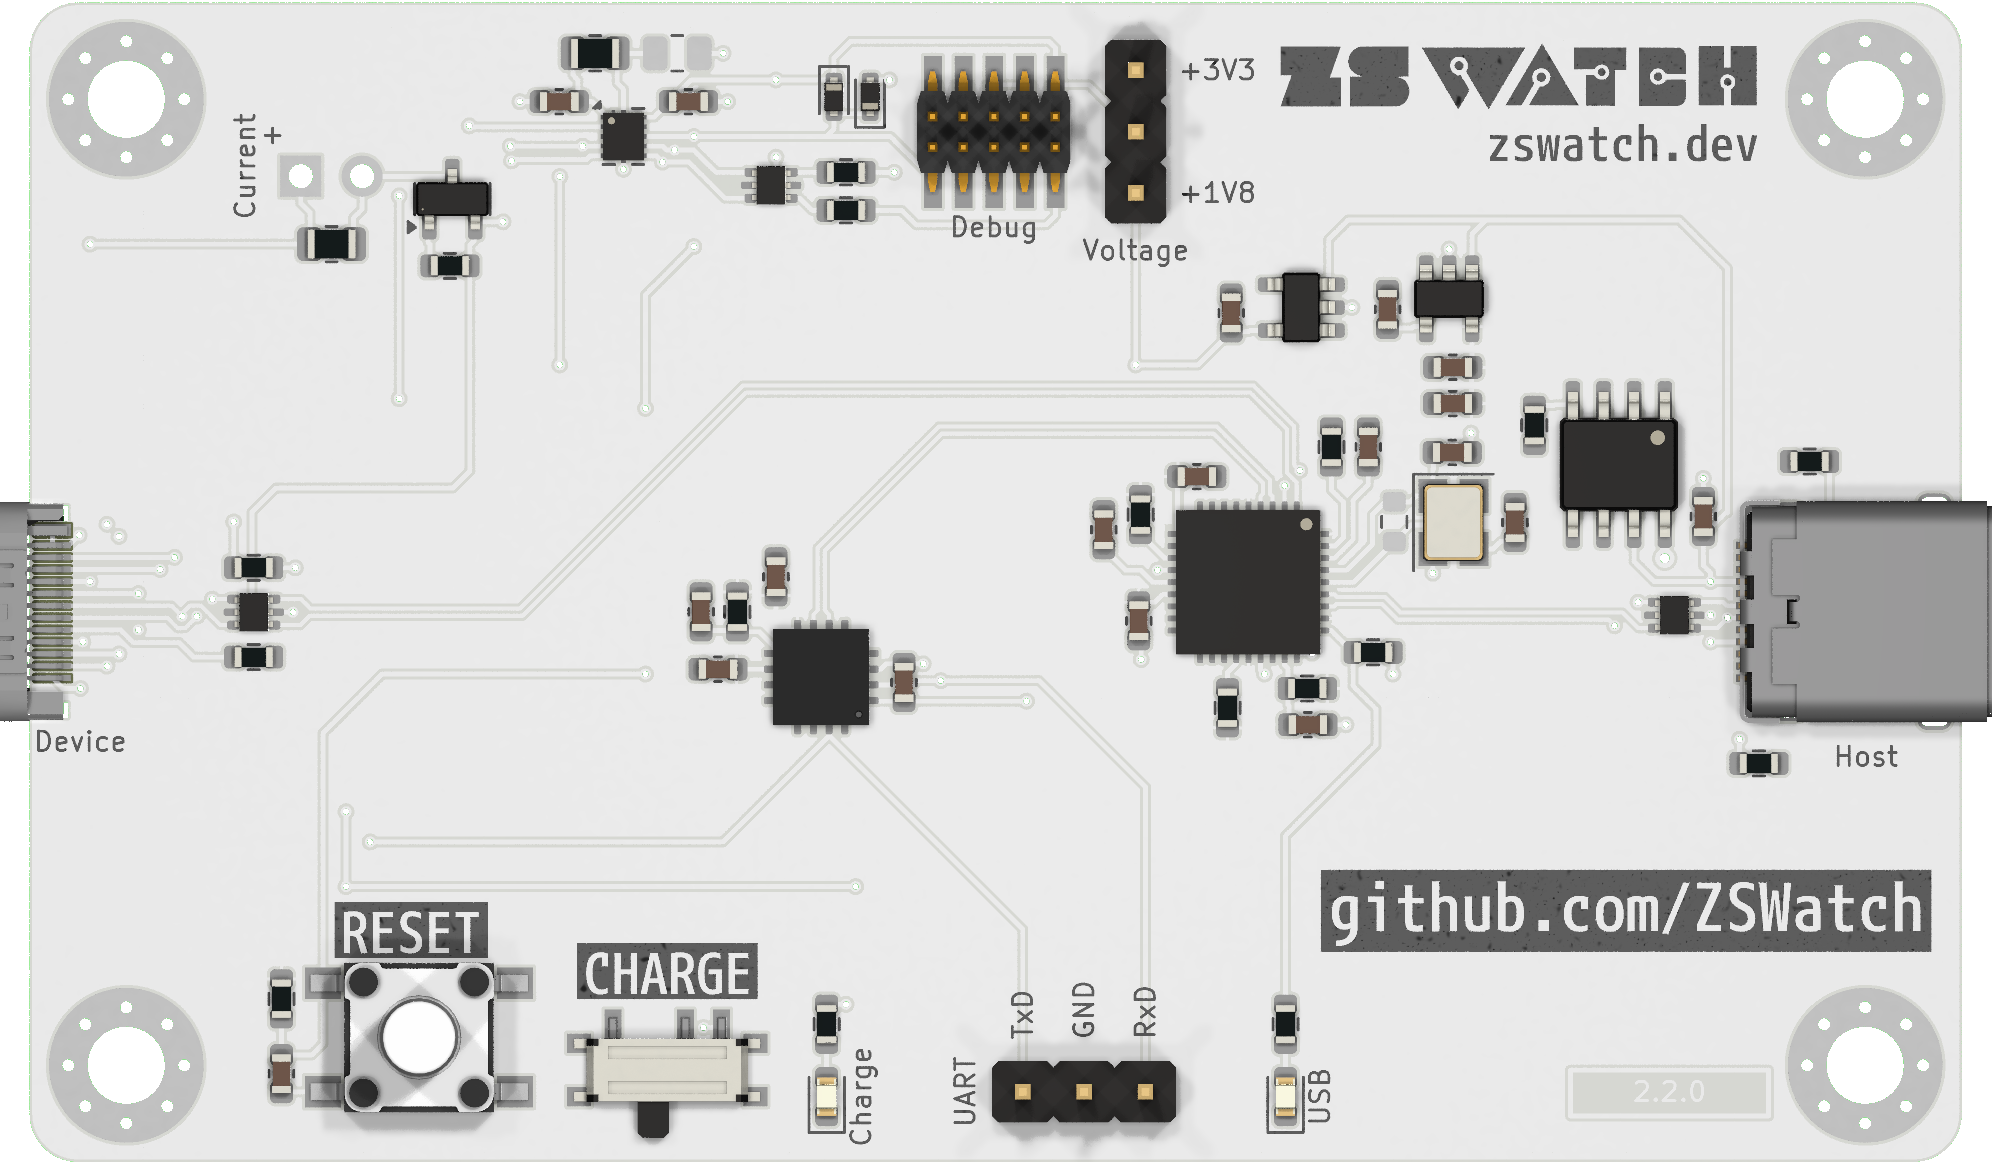 +3V3
ZSWATCH
zswatch.dev
Current
+
+1V8
Debug
Voltage
Device
Host
github.com/ZSWatch
RESET
CHARGE
TxD
GND
RxD
UART
Charge
USB
2.2.0